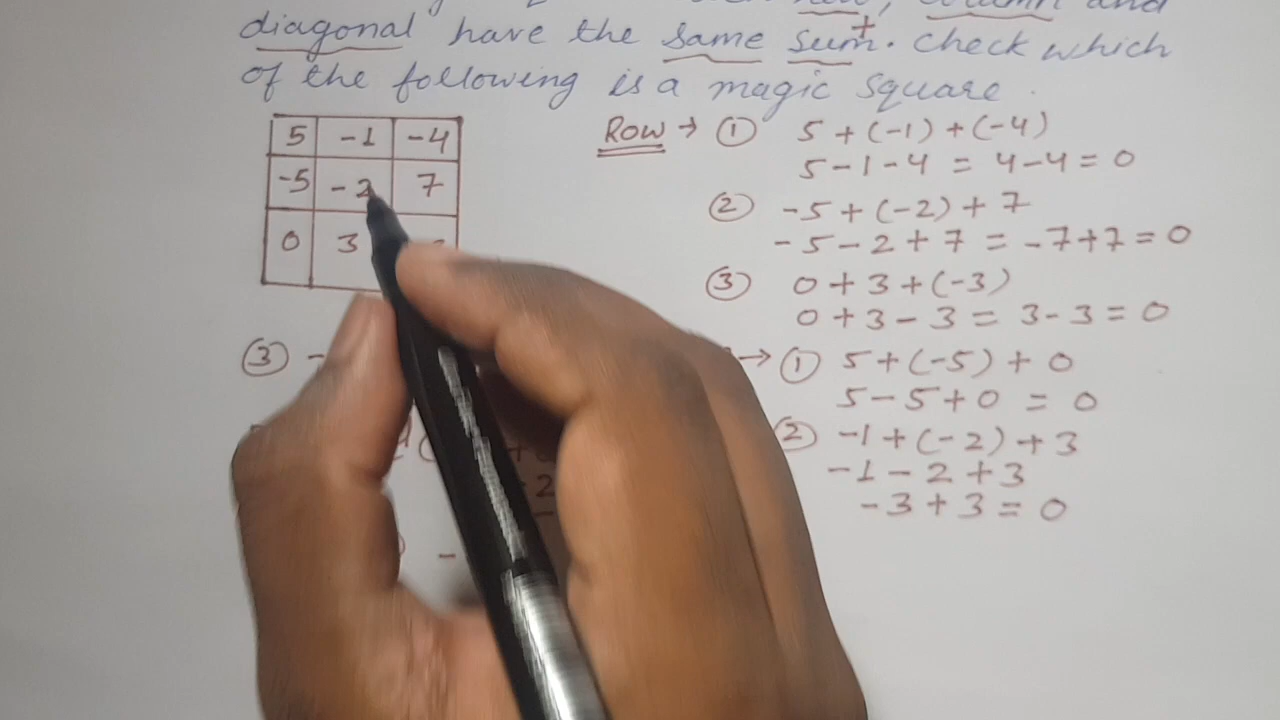 row, column and
diagonal have the same sum. Check which
of the following is a magic square.
5 -1 -4
-5 -2 7
0 3
Row → ① 5 + (-1) + (-4)
5 - 1 - 4 = 4 - 4 = 0
② -5 + (-2) + 7
-5 - 2 + 7 = -7 + 7 = 0
③ 0 + 3 + (-3)
0 + 3 - 3 = 3 - 3 = 0
→ ① 5 + (-5) + 0
5 - 5 + 0 = 0
② -1 + (-2) + 3
-1 - 2 + 3
-3 + 3 = 0
③ -